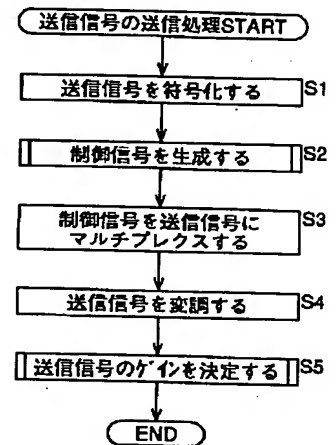 送信信号の送信処理START
送信信号を符号化する S1
制御信号を生成する S2
制御信号を送信信号に
マルチプレクスする S3
送信信号を変調する S4
送信信号のゲインを決定する S5
END